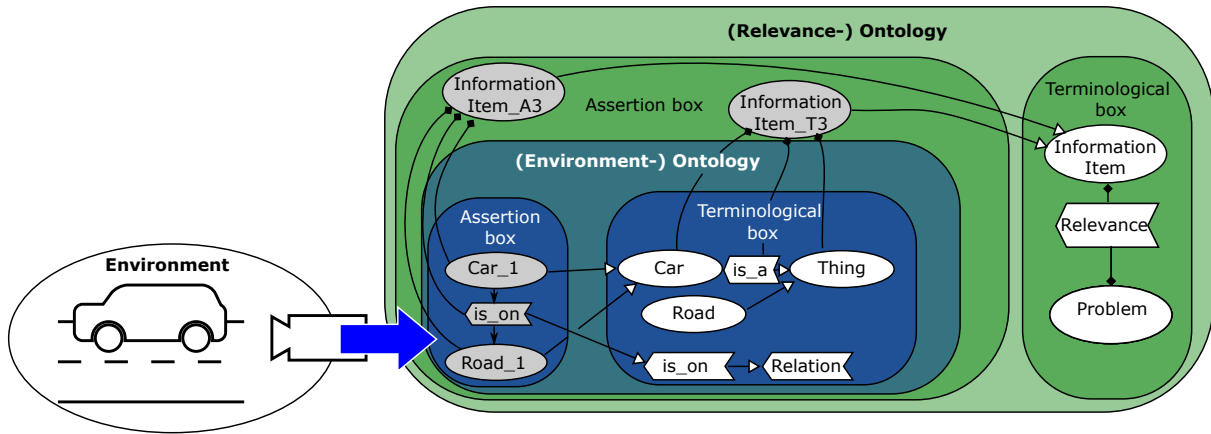 (Relevance-) Ontology
Information
Item_A3
Assertion box
Information
Item_T3
Terminological
box
Information
Item
Relevance
Problem
(Environment-) Ontology
Assertion
box
Car_1
is_on
Road_1
Terminological
box
Car
is_a
Thing
Road
is_on
Relation
Environment